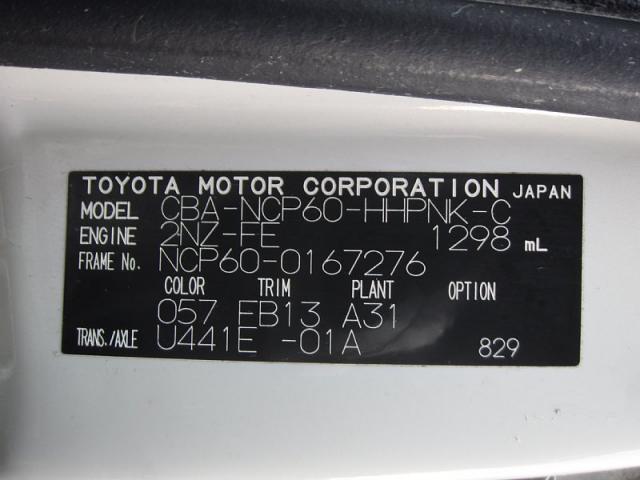 TOYOTA MOTOR CORPORATION JAPAN
MODEL CBA-NCP60-HHPNK-C
ENGINE 2NZ-FE 1298 mL
FRAME No. NCP60-0167276
COLOR TRIM PLANT OPTION
057 FB13 A31
TRANS./AXLE U441E -01A 829